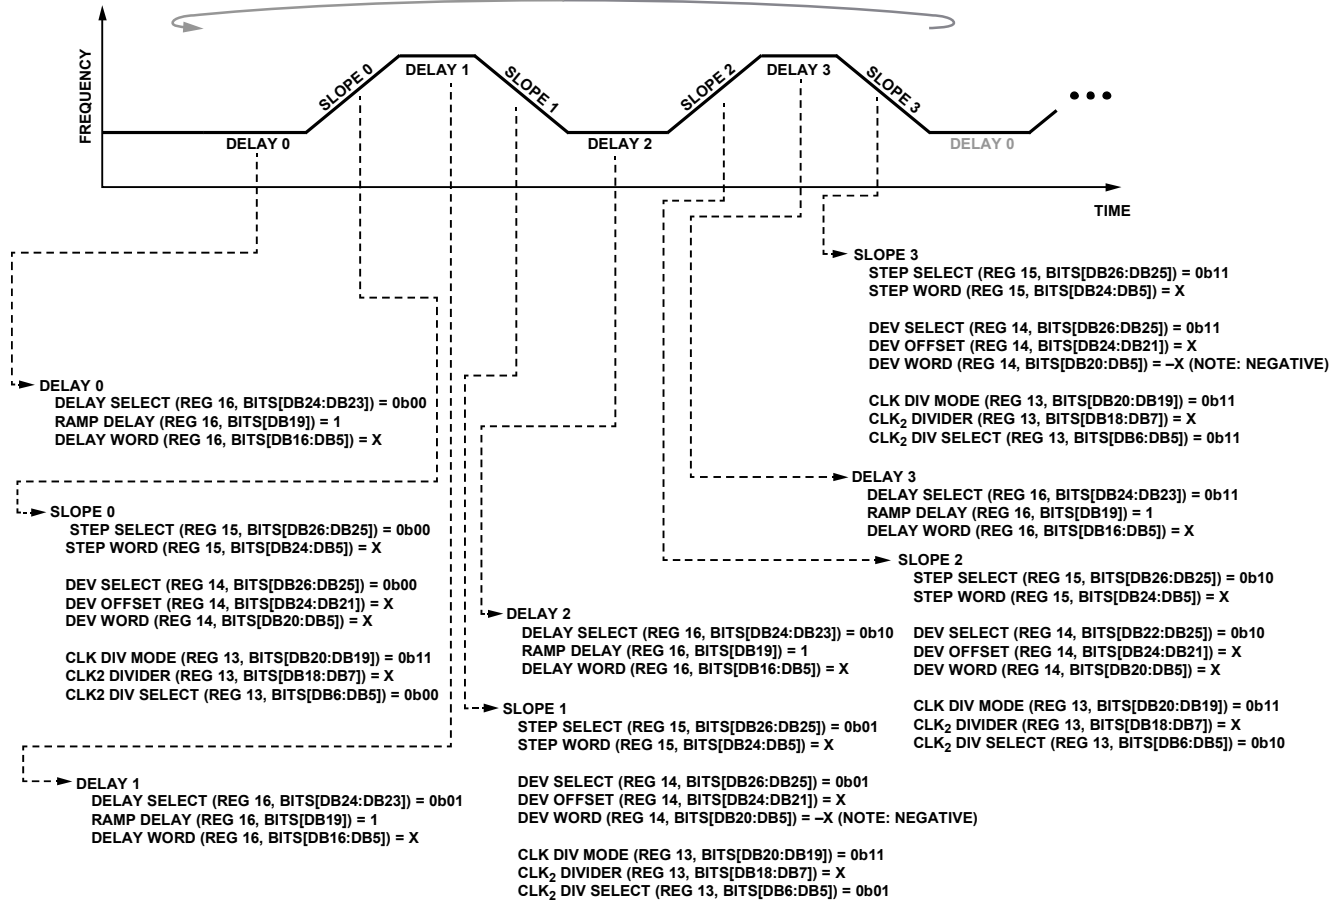 FREQUENCY
SLOPE 0
DELAY 1
SLOPE 1
SLOPE 2
DELAY 3
SLOPE 3
DELAY 0
DELAY 2
DELAY 0
TIME
SLOPE 3
STEP SELECT (REG 15, BITS[DB26:DB25]) = 0b11
STEP WORD (REG 15, BITS[DB24:DB5]) = X
DEV SELECT (REG 14, BITS[DB26:DB25]) = 0b11
DEV OFFSET (REG 14, BITS[DB24:DB21]) = X
DEV WORD (REG 14, BITS[DB20:DB5]) = –X (NOTE: NEGATIVE)
CLK DIV MODE (REG 13, BITS[DB20:DB19]) = 0b11
CLK₂ DIVIDER (REG 13, BITS[DB18:DB7]) = X
CLK₂ DIV SELECT (REG 13, BITS[DB6:DB5]) = 0b11
DELAY 0
DELAY SELECT (REG 16, BITS[DB24:DB23]) = 0b00
RAMP DELAY (REG 16, BITS[DB19]) = 1
DELAY WORD (REG 16, BITS[DB16:DB5]) = X
DELAY 3
DELAY SELECT (REG 16, BITS[DB24:DB23]) = 0b11
RAMP DELAY (REG 16, BITS[DB19]) = 1
DELAY WORD (REG 16, BITS[DB16:DB5]) = X
SLOPE 0
STEP SELECT (REG 15, BITS[DB26:DB25]) = 0b00
STEP WORD (REG 15, BITS[DB24:DB5]) = X
DEV SELECT (REG 14, BITS[DB26:DB25]) = 0b00
DEV OFFSET (REG 14, BITS[DB24:DB21]) = X
DEV WORD (REG 14, BITS[DB20:DB5]) = X
CLK DIV MODE (REG 13, BITS[DB20:DB19]) = 0b11
CLK2 DIVIDER (REG 13, BITS[DB18:DB7]) = X
CLK2 DIV SELECT (REG 13, BITS[DB6:DB5]) = 0b00
SLOPE 2
STEP SELECT (REG 15, BITS[DB26:DB25]) = 0b10
STEP WORD (REG 15, BITS[DB24:DB5]) = X
DEV SELECT (REG 14, BITS[DB22:DB25]) = 0b10
DEV OFFSET (REG 14, BITS[DB24:DB21]) = X
DEV WORD (REG 14, BITS[DB20:DB5]) = X
CLK DIV MODE (REG 13, BITS[DB20:DB19]) = 0b11
CLK₂ DIVIDER (REG 13, BITS[DB18:DB7]) = X
CLK₂ DIV SELECT (REG 13, BITS[DB6:DB5]) = 0b10
DELAY 2
DELAY SELECT (REG 16, BITS[DB24:DB23]) = 0b10
RAMP DELAY (REG 16, BITS[DB19]) = 1
DELAY WORD (REG 16, BITS[DB16:DB5]) = X
SLOPE 1
STEP SELECT (REG 15, BITS[DB26:DB25]) = 0b01
STEP WORD (REG 15, BITS[DB24:DB5]) = X
DEV SELECT (REG 14, BITS[DB26:DB25]) = 0b01
DEV OFFSET (REG 14, BITS[DB24:DB21]) = X
DEV WORD (REG 14, BITS[DB20:DB5]) = –X (NOTE: NEGATIVE)
CLK DIV MODE (REG 13, BITS[DB20:DB19]) = 0b11
CLK₂ DIVIDER (REG 13, BITS[DB18:DB7]) = X
CLK₂ DIV SELECT (REG 13, BITS[DB6:DB5]) = 0b01
DELAY 1
DELAY SELECT (REG 16, BITS[DB24:DB23]) = 0b01
RAMP DELAY (REG 16, BITS[DB19]) = 1
DELAY WORD (REG 16, BITS[DB16:DB5]) = X